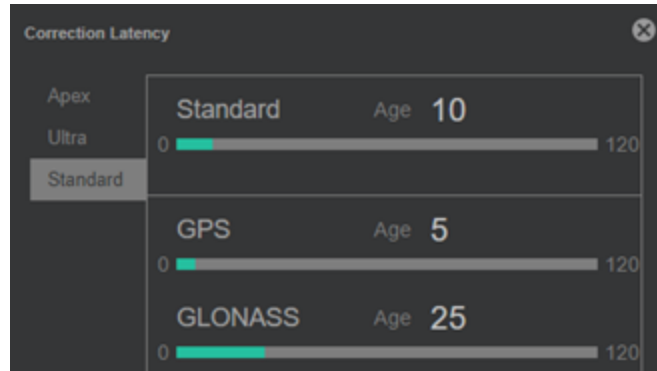 Correction Latency
Apex
Ultra
Standard
Standard Age 10
0 120
GPS Age 5
0 120
GLONASS Age 25
0 120